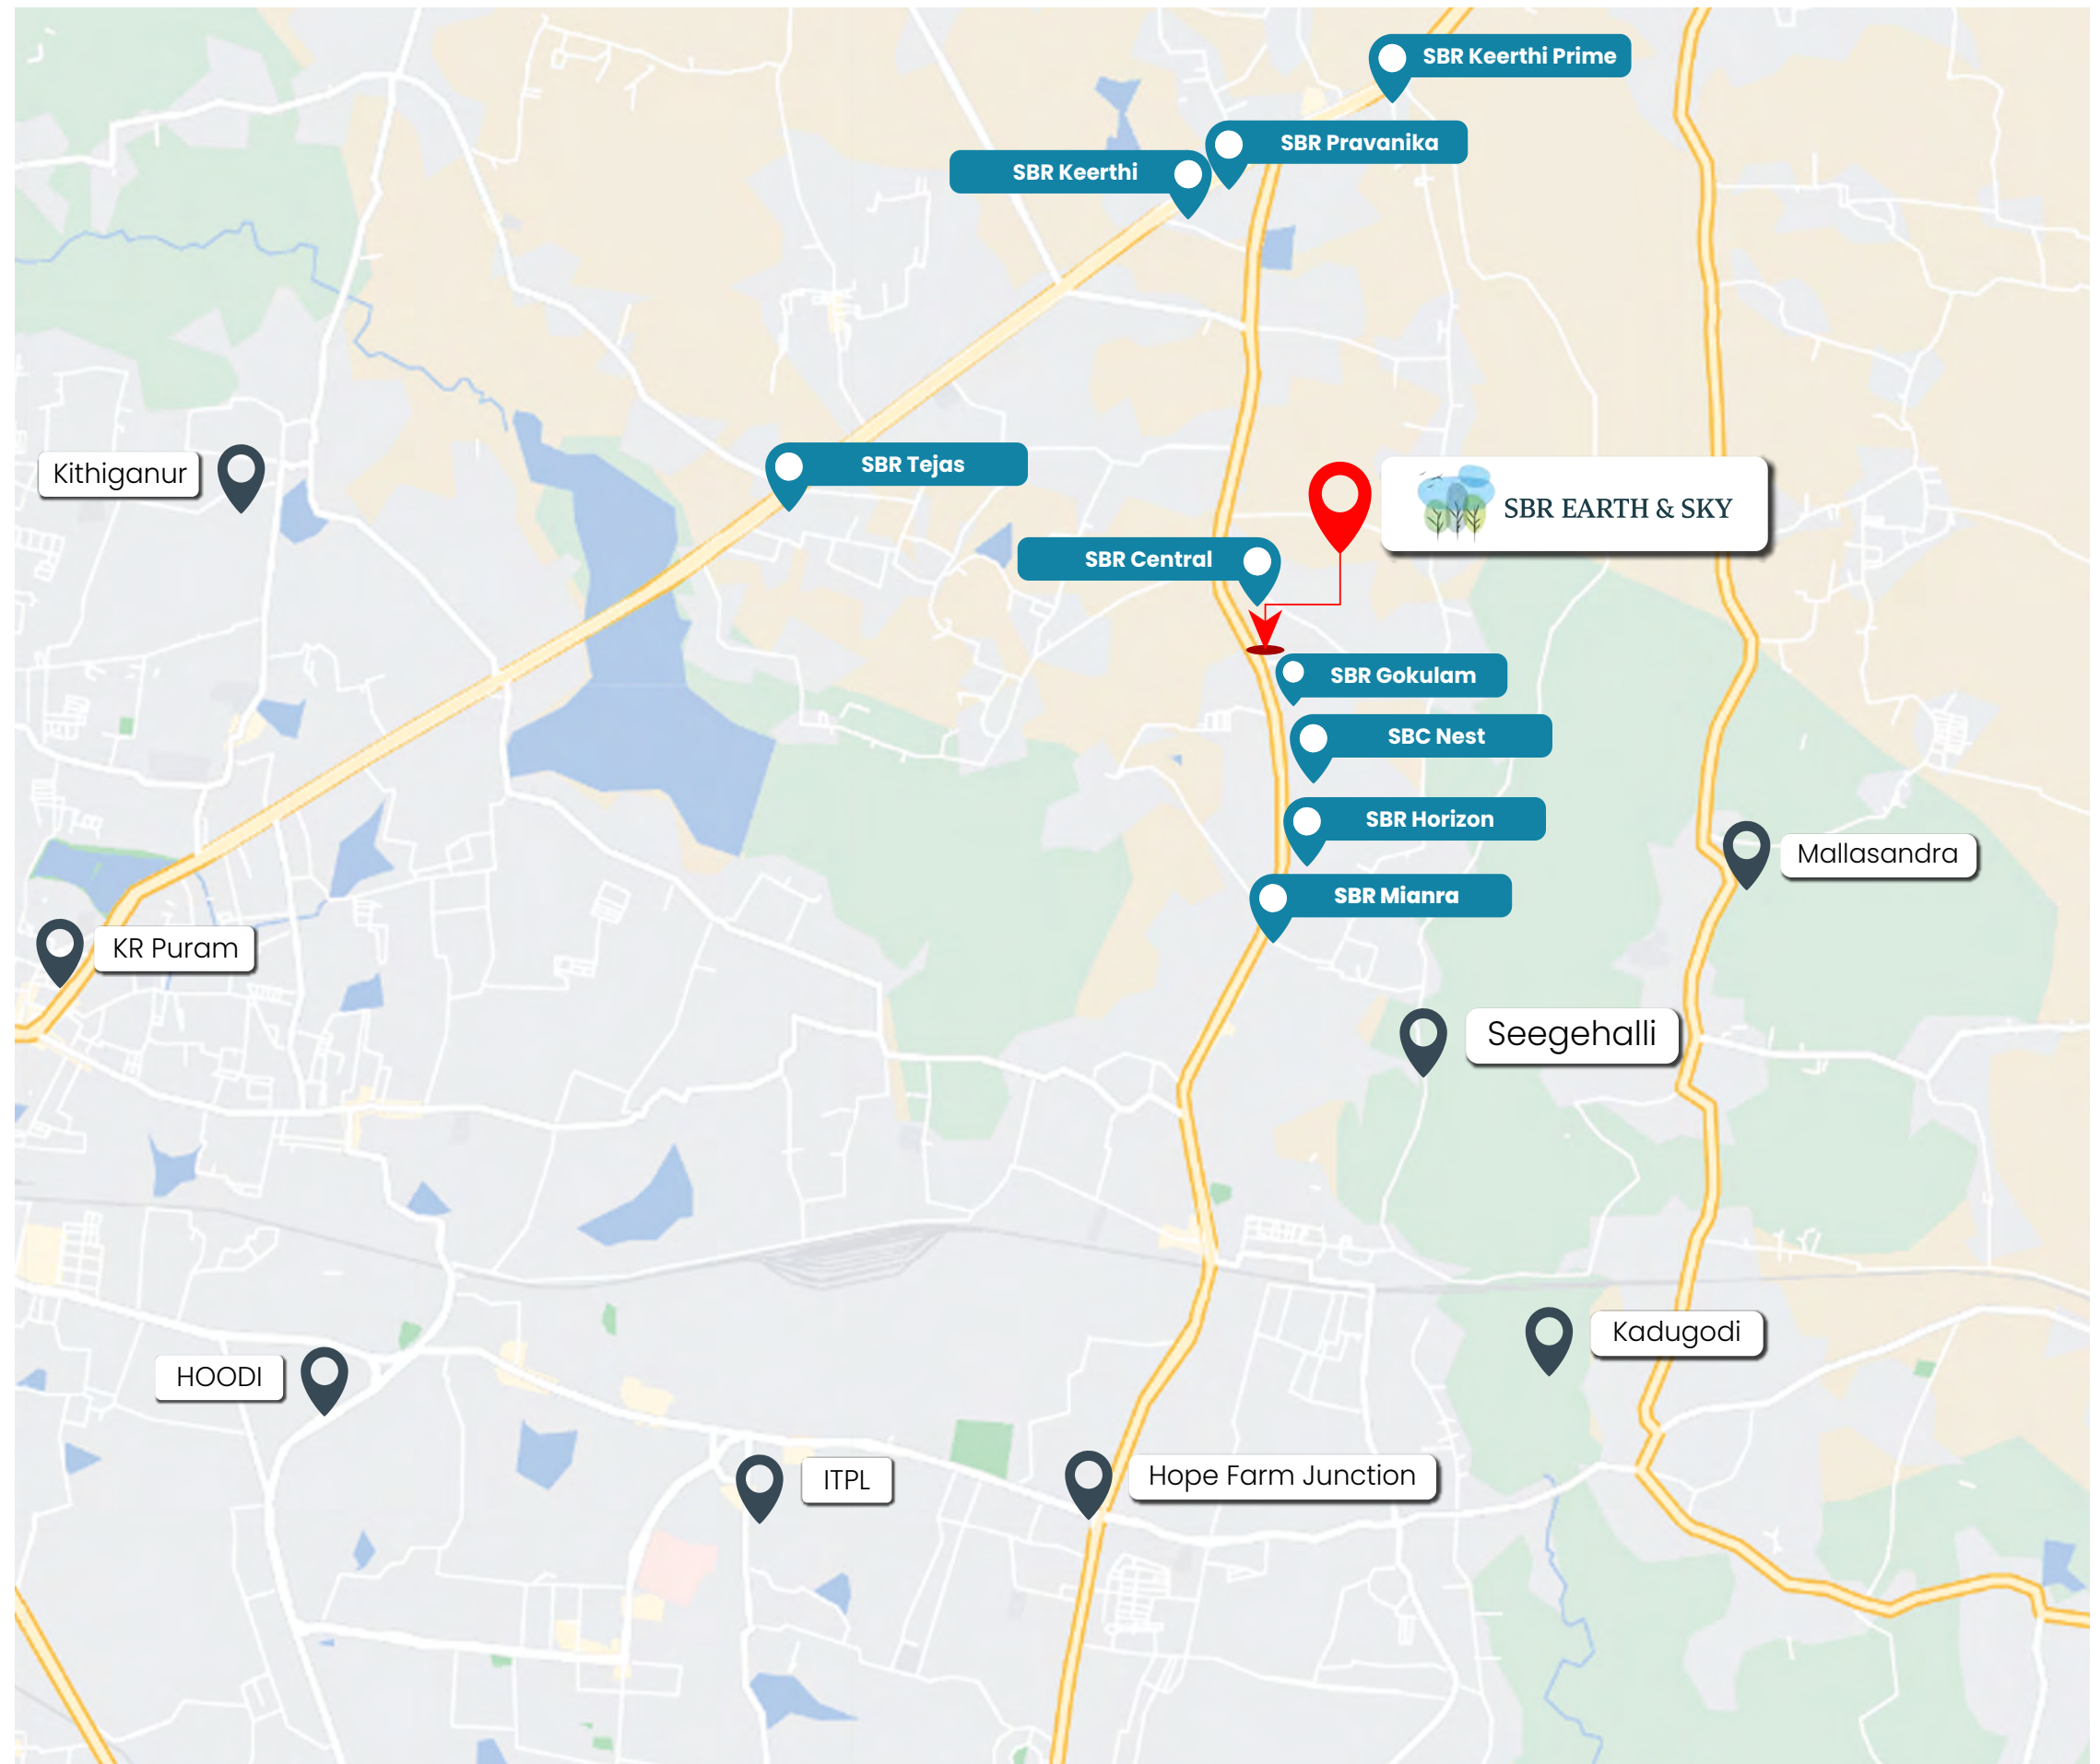 SBR Keerthi Prime
SBR Pravanika
SBR Keerthi
Kithiganur
SBR Tejas
SBR EARTH & SKY
SBR Central
SBR Gokulam
SBC Nest
SBR Horizon
Mallasandra
SBR Mianra
KR Puram
Seegehalli
Kadugodi
HOODI
ITPL
Hope Farm Junction